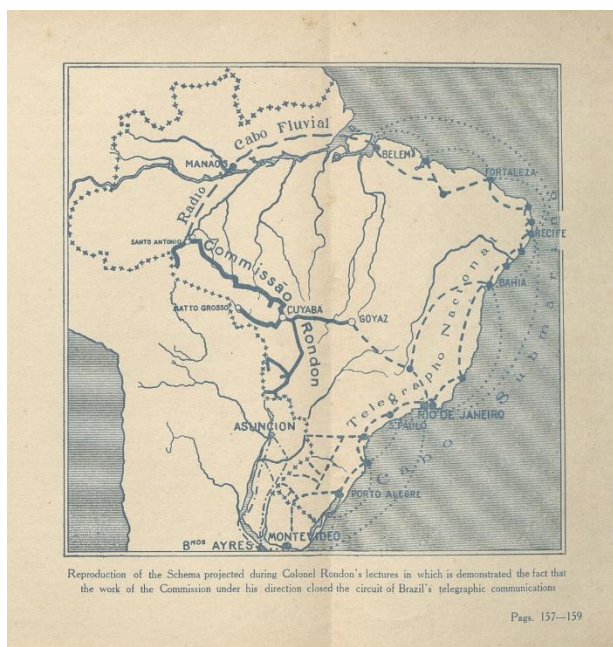 Cabo Fluvial
MANAOS
Radio
BELEM
FORTALEZA
RECIFE
SANTO ANTONIO
Commissão
Rondon
MATTO GROSSO
CUYABA
GOYAZ
BAHIA
Telegrapho Nacional
Cabo Submarino
RIO DE JANEIRO
S. PAULO
ASUNCION
PORTO ALEGRE
MONTEVIDEO
Bnos AYRES
Reproduction of the Schema projected during Colonel Rondon's lectures in which is demonstrated the fact that
the work of the Commission under his direction closed the circuit of Brazil's telegraphic communications
Pags. 157—159